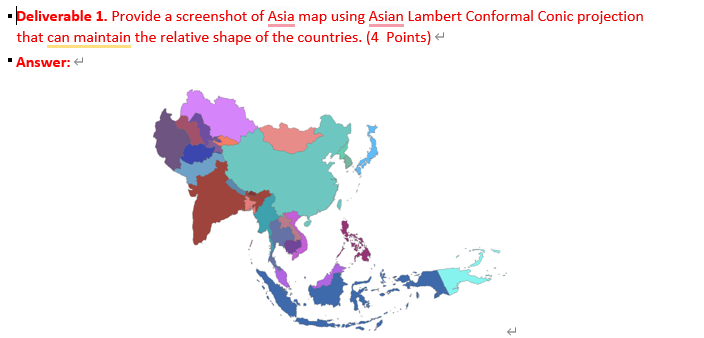 Deliverable 1. Provide a screenshot of Asia map using Asian Lambert Conformal Conic projection
that can maintain the relative shape of the countries. (4 Points)
Answer: